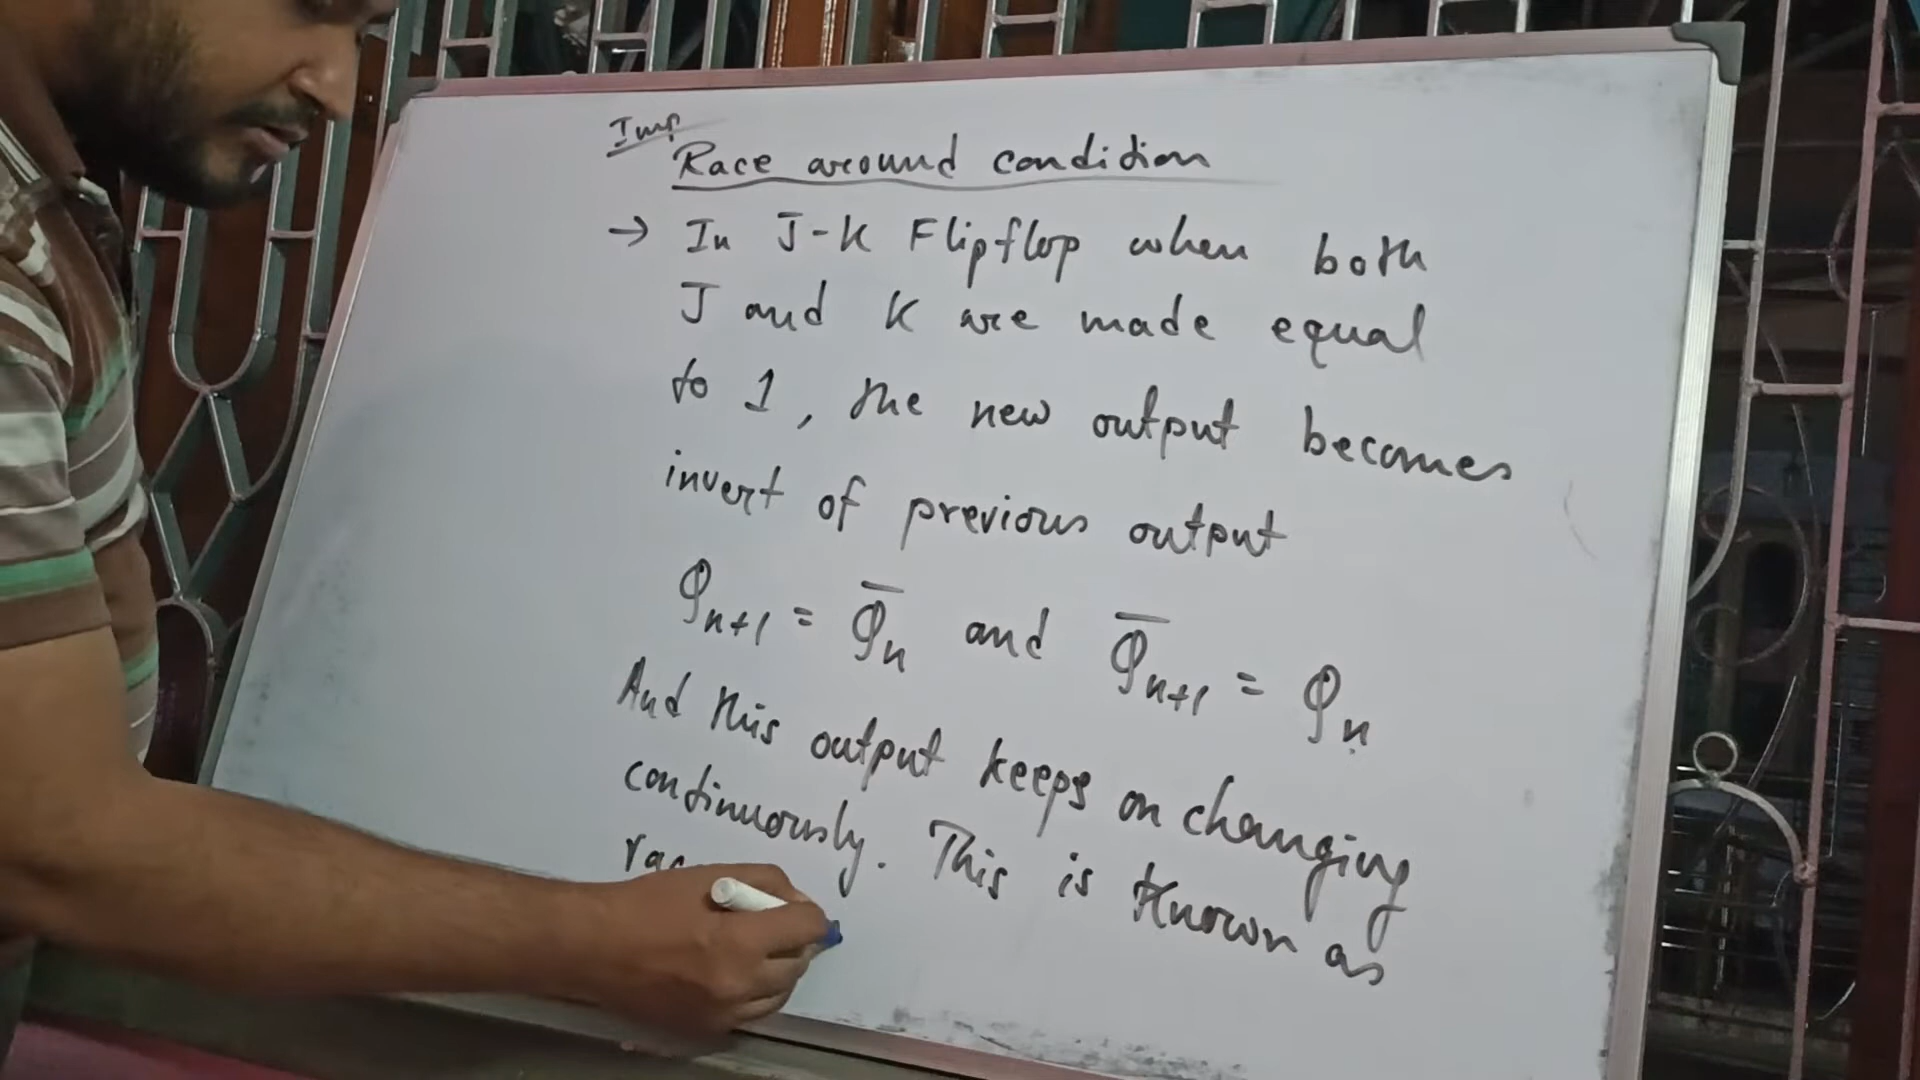 Imp
Race around condition
→ In J-K Flipflop when both
J and K are made equal
to 1, the new output becomes
invert of previous output
Qn+1 = Q̅n and Q̅n+1 = Qn
And this output keeps on changing
continuously. This is known as